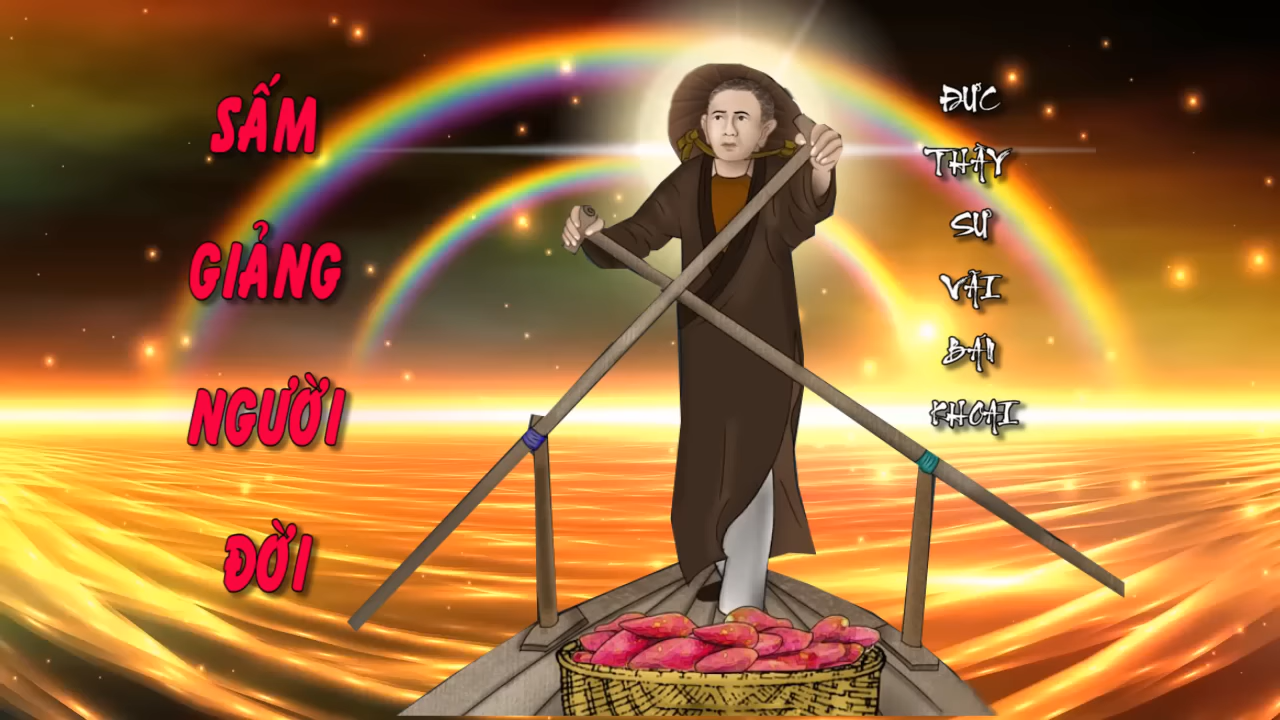 SẤM
GIẢNG
NGƯỜI
ĐỜI
ĐỨC
THẦY
SƯ
VÃI
BÁN
KHOAI